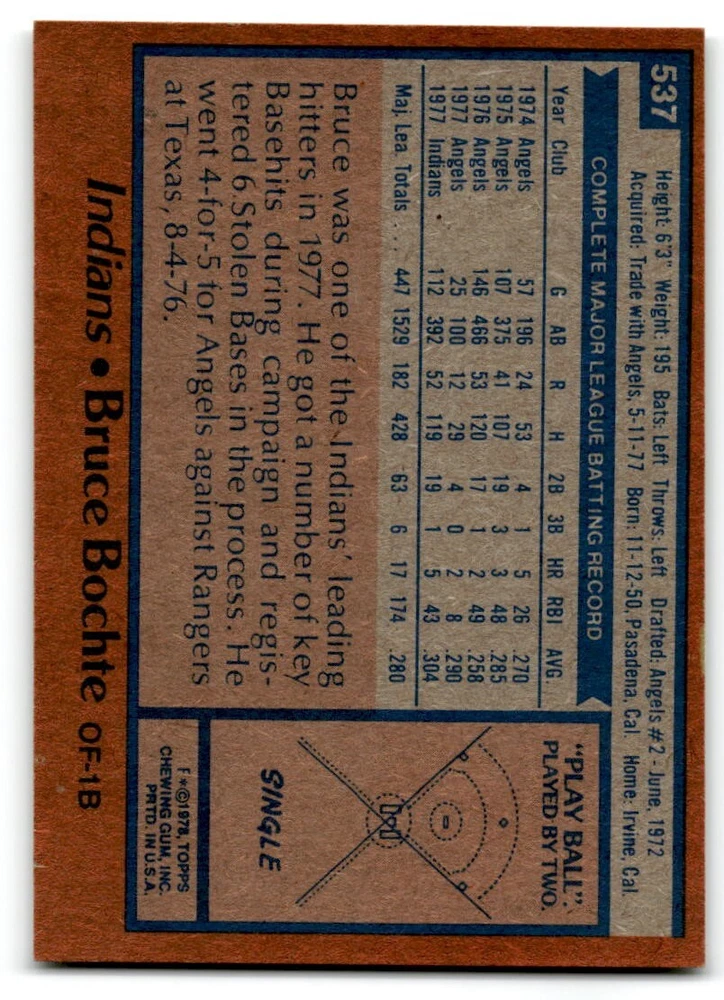 537
Height: 6'3" Weight: 195 Bats: Left Throws: Left Drafted: Angels #2 - June, 1972
Acquired: Trade with Angels, 5-11-77 Born: 11-12-50, Pasadena, Cal. Home: Irvine, Cal.
COMPLETE MAJOR LEAGUE BATTING RECORD
Year Club G AB R H 2B 3B HR RBI AVG.
1974 Angels 57 196 24 53 4 1 5 26 .270
1975 Angels 107 375 41 107 19 3 3 48 .285
1976 Angels 146 466 53 120 17 1 2 49 .258
1977 Angels 25 100 12 29 4 0 2 8 .290
1977 Indians 112 392 52 119 19 1 5 43 .304
Maj. Lea. Totals .... 447 1529 182 428 63 6 17 174 .280
Bruce was one of the Indians' leading
hitters in 1977. He got a number of key
Basehits during campaign and regis-
tered 6 Stolen Bases in the process. He
went 4-for-5 for Angels against Rangers
at Texas, 8-4-76.
"PLAY BALL"
PLAYED BY TWO.
SINGLE
F*©1978, TOPPS
CHEWING GUM, INC.
PRTD. IN U.S.A.
Indians • Bruce Bochte OF-1B